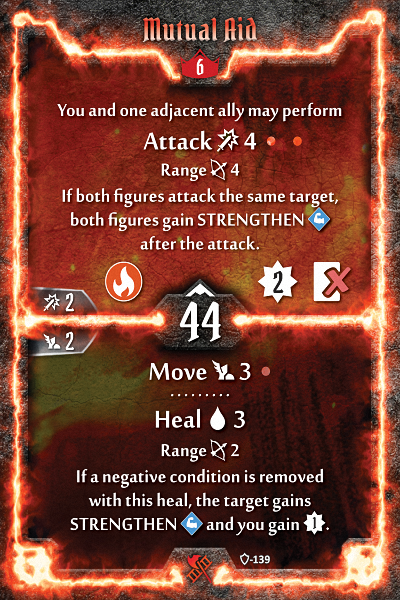 Mutual Aid
6
You and one adjacent ally may perform
Attack 4
Range 4
If both figures attack the same target,
both figures gain STRENGTHEN
after the attack.
2
2
44
2
Move 3
Heal 3
Range 2
If a negative condition is removed
with this heal, the target gains
STRENGTHEN and you gain 1.
-139